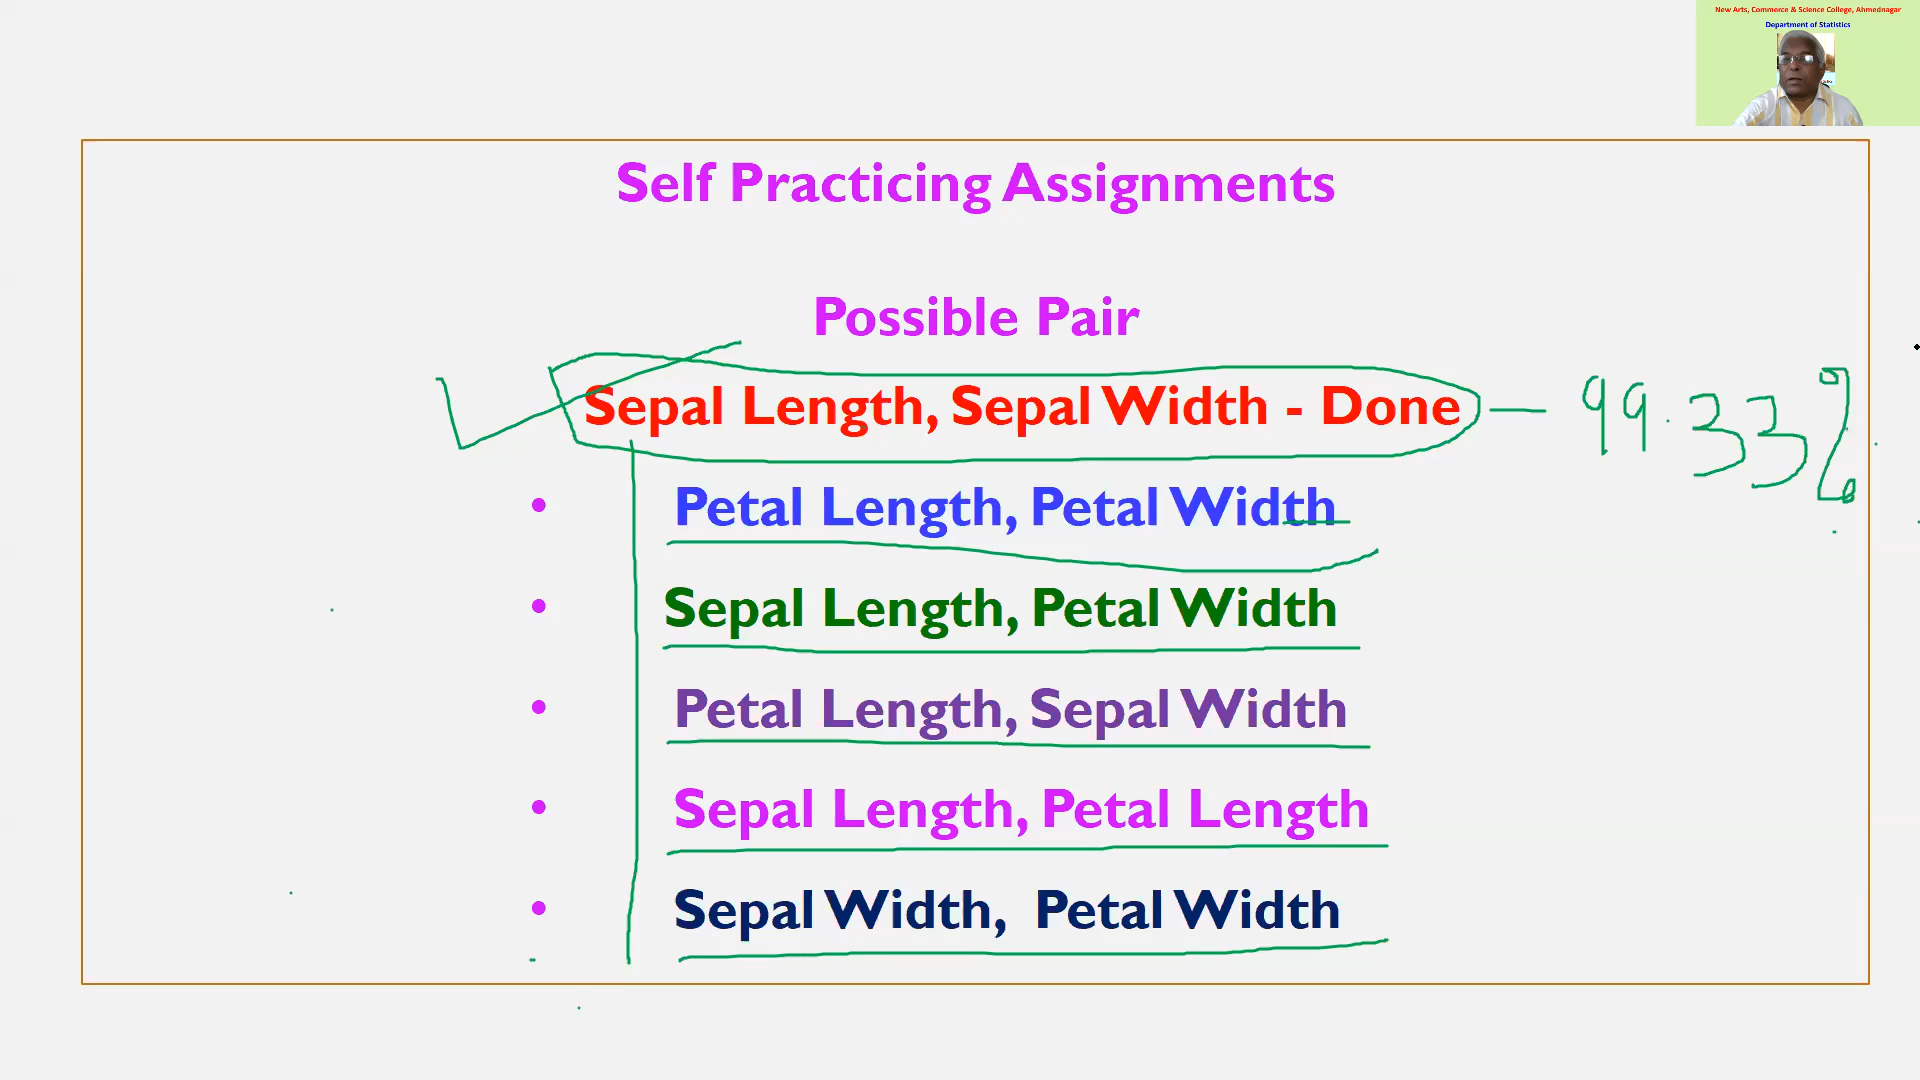 New Arts, Commerce & Science College, Ahmednagar
Department of Statistics
Self Practicing Assignments
Possible Pair
Sepal Length, Sepal Width - Done — 99.33%
• Petal Length, Petal Width
• Sepal Length, Petal Width
• Petal Length, Sepal Width
• Sepal Length, Petal Length
• Sepal Width, Petal Width